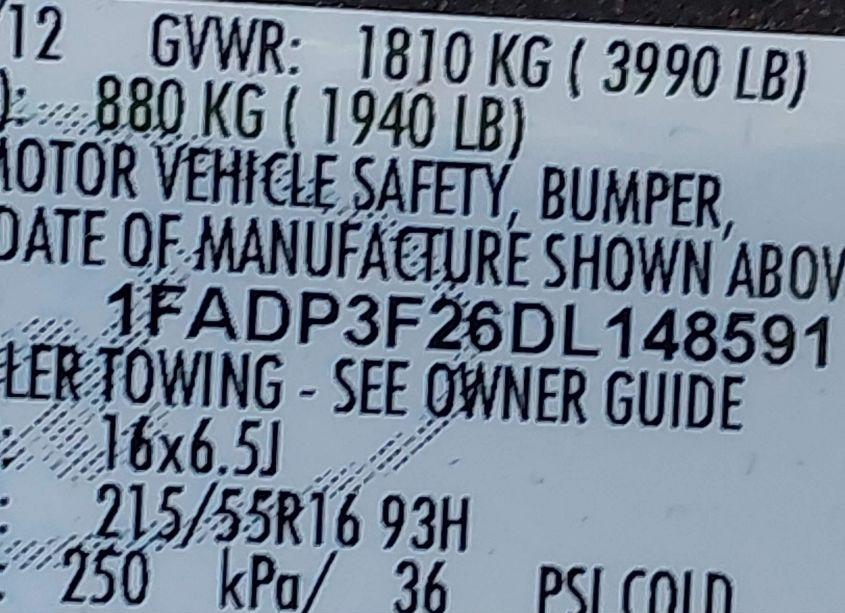 /12 GVWR: 1810 KG ( 3990 LB)
): 880 KG ( 1940 LB)
MOTOR VEHICLE SAFETY, BUMPER,
DATE OF MANUFACTURE SHOWN ABOV
1FADP3F26DL148591
LER TOWING - SEE OWNER GUIDE
: 16x6.5J
: 215/55R16 93H
: 250 kPa/ 36 PSI COLD